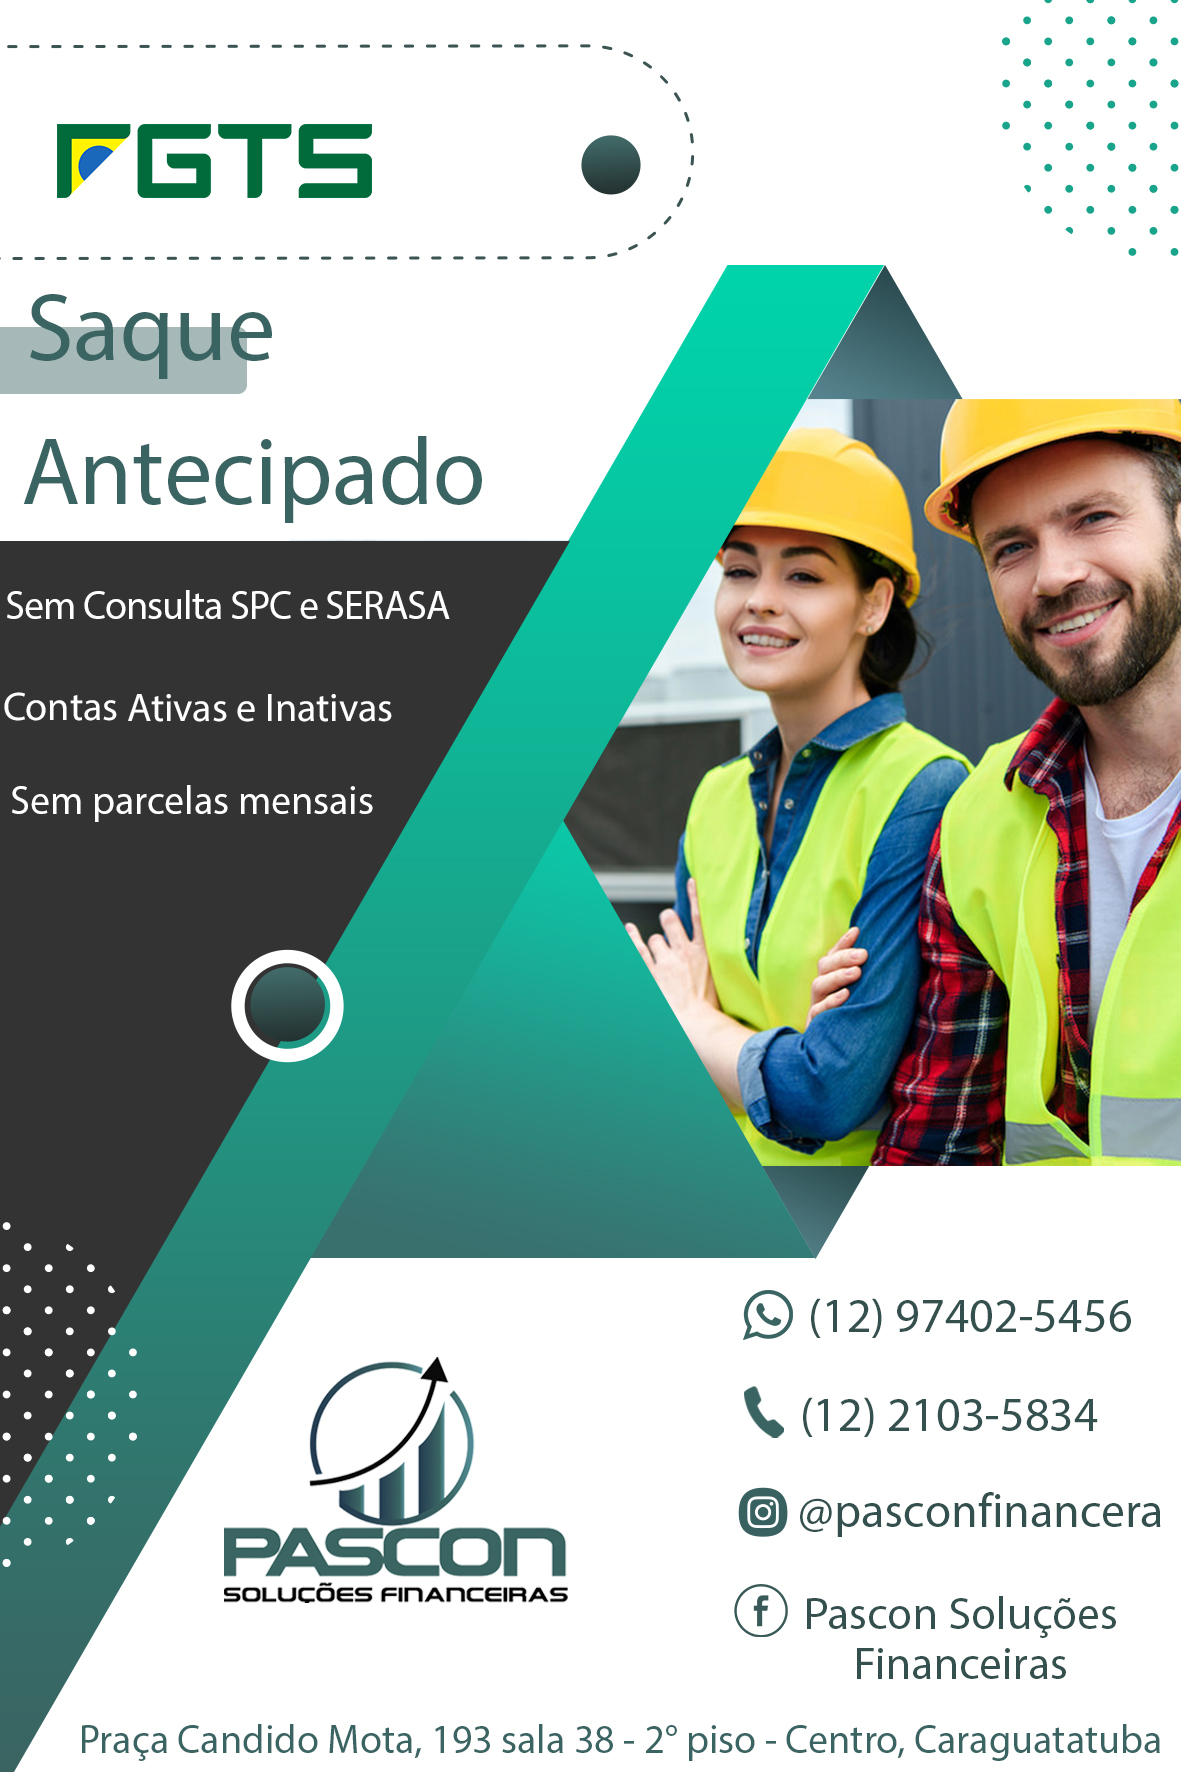 FGTS
Saque
Antecipado
Sem Consulta SPC e SERASA
Contas Ativas e Inativas
Sem parcelas mensais
(12) 97402-5456
(12) 2103-5834
@pasconfinancera
Pascon Soluções
Financeiras
PASCON
SOLUÇÕES FINANCEIRAS
Praça Candido Mota, 193 sala 38 - 2° piso - Centro, Caraguatatuba